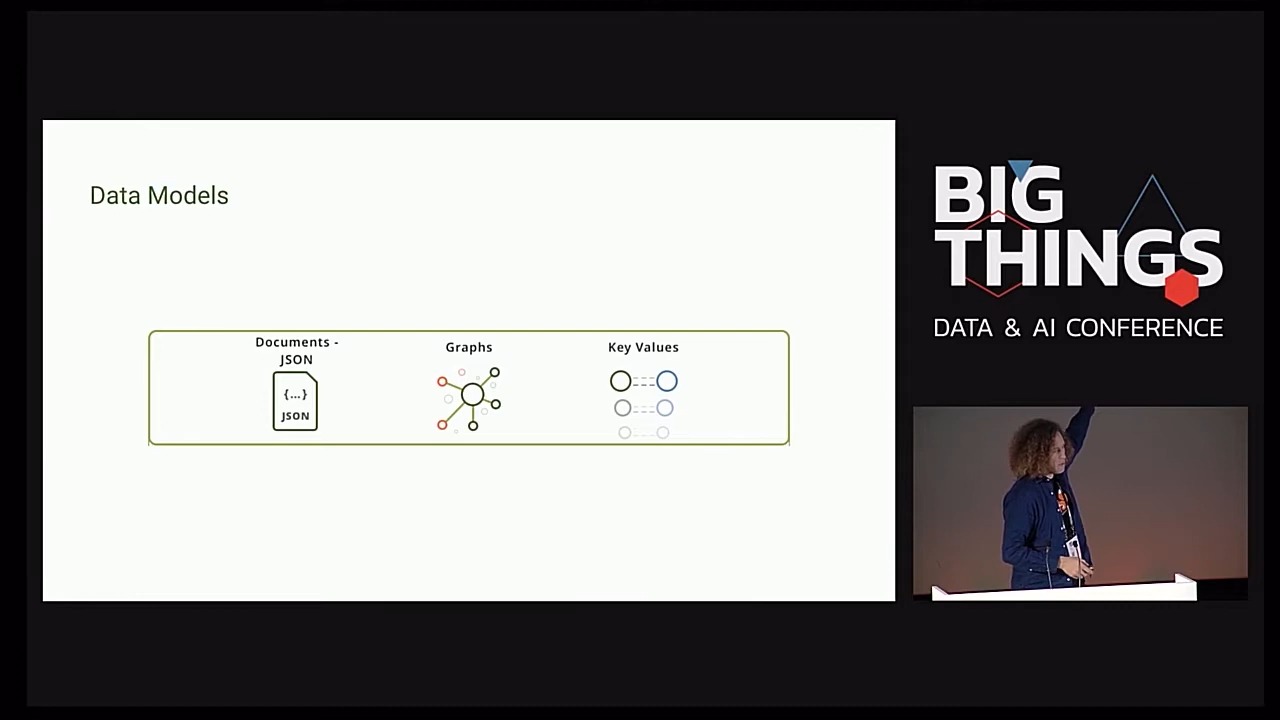 Data Models
Documents -
JSON
{...}
JSON
Graphs
Key Values
BIG
THINGS
DATA & AI CONFERENCE